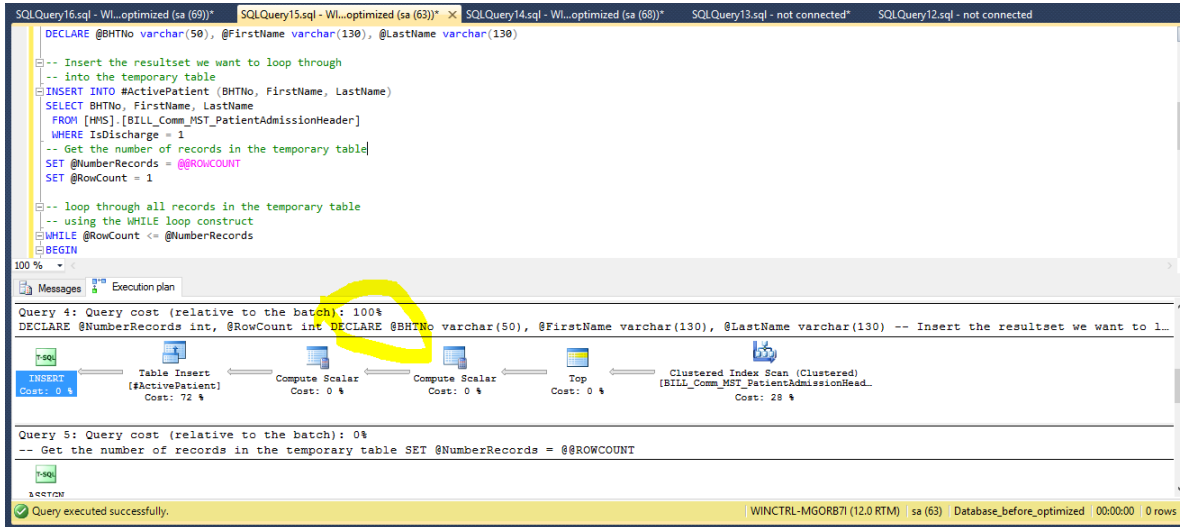 SQLQuery16.sql - WI...optimized (sa (69))* SQLQuery15.sql - WI...optimized (sa (63))* SQLQuery14.sql - WI...optimized (sa (68))* SQLQuery13.sql - not connected* SQLQuery12.sql - not connected
DECLARE @BHTNo varchar(50), @FirstName varchar(130), @LastName varchar(130)
-- Insert the resultset we want to loop through
-- into the temporary table
INSERT INTO #ActivePatient (BHTNo, FirstName, LastName)
SELECT BHTNo, FirstName, LastName
FROM [HMS].[BILL_Comm_MST_PatientAdmissionHeader]
WHERE IsDischarge = 1
-- Get the number of records in the temporary table
SET @NumberRecords = @@ROWCOUNT
SET @RowCount = 1
-- loop through all records in the temporary table
-- using the WHILE loop construct
WHILE @RowCount <= @NumberRecords
BEGIN
100 %
Messages Execution plan
Query 4: Query cost (relative to the batch): 100%
DECLARE @NumberRecords int, @RowCount int DECLARE @BHTNo varchar(50), @FirstName varchar(130), @LastName varchar(130) -- Insert the resultset we want to l...
T-SQL
INSERT
Cost: 0 %
Table Insert
[#ActivePatient]
Cost: 72 %
Compute Scalar
Cost: 0 %
Compute Scalar
Cost: 0 %
Top
Cost: 0 %
Clustered Index Scan (Clustered)
[BILL_Comm_MST_PatientAdmissionHead...
Cost: 28 %
Query 5: Query cost (relative to the batch): 0%
-- Get the number of records in the temporary table SET @NumberRecords = @@ROWCOUNT
T-SQL
ASSIGN
Query executed successfully. WINCTRL-MGORB7I (12.0 RTM) sa (63) Database_before_optimized 00:00:00 0 rows